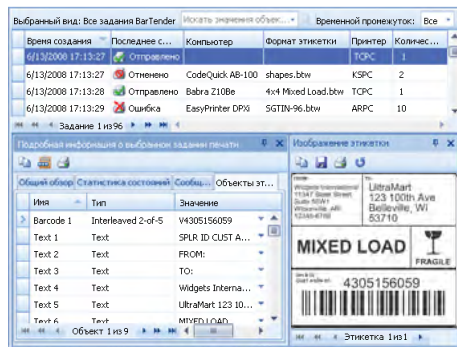 Выбранный вид: Все задания BarTender Искать значения объек... Временной промежуток: Все
Время создания Последнее с... Компьютер Формат этикетки Принтер Количес...
6/13/2008 17:13:27 Отправлено TCPC 1
6/13/2008 17:13:27 Отменено CodeQuick AB-100 shapes.btw KSPC 2
6/13/2008 17:13:28 Отправлено Babra Z10Be 4x4 Mixed Load.btw TCPC 1
6/13/2008 17:13:29 Ошибка EasyPrinter DPXi SGTIN-96.btw ARPC 10
Задание 1 из 96
Подробная информация о выбранном задании печати
Общий обзор Статистика состояний Сообщ... Объекты эт...
Имя Тип Значение
Barcode 1 Interleaved 2-of-5 V4305156059
Text 1 Text SPLR ID CUST A...
Text 2 Text FROM:
Text 3 Text TO:
Text 4 Text Widgets Interna...
Text 5 Text UltraMart 123 10...
Text 6 Text MIXED LOAD
Объект 1 из 9
Изображение этикетки
Widgets International
UltraMart
123 100th Ave
Belleville, WI
53710
MIXED LOAD
FRAGILE
4305156059
Этикетка 1 из 1